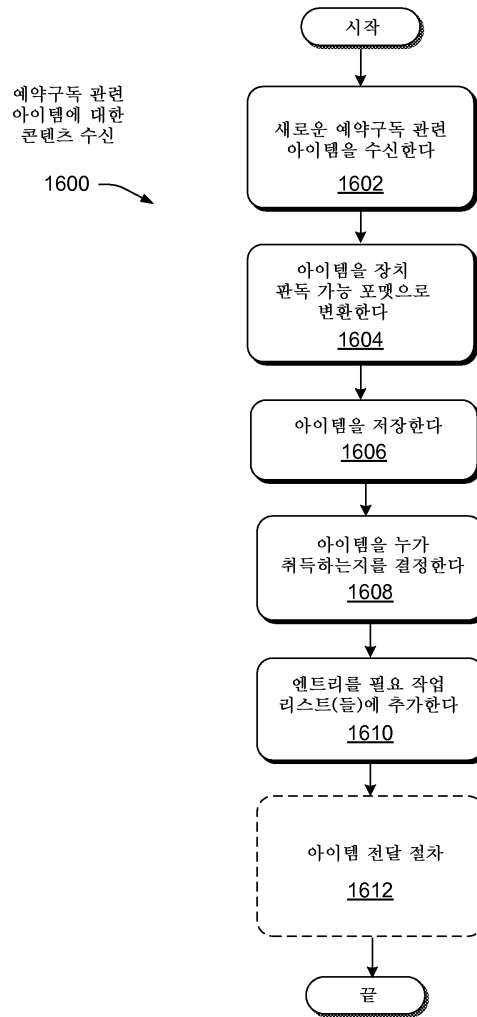 시작
예약구독 관련
아이템에 대한
콘텐츠 수신
1600
새로운 예약구독 관련
아이템을 수신한다
1602
아이템을 장치
판독 가능 포맷으로
변환한다
1604
아이템을 저장한다
1606
아이템을 누가
취득하는지를 결정한다
1608
엔트리를 필요 작업
리스트(들)에 추가한다
1610
아이템 전달 절차
1612
끝